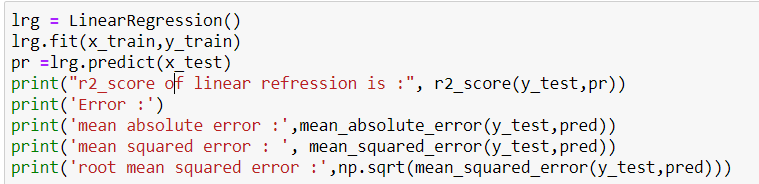 lrg = LinearRegression()
lrg.fit(x_train,y_train)
pr =lrg.predict(x_test)
print("r2_score of linear refression is :", r2_score(y_test,pr))
print('Error :')
print('mean absolute error :',mean_absolute_error(y_test,pred))
print('mean squared error : ', mean_squared_error(y_test,pred))
print('root mean squared error :',np.sqrt(mean_squared_error(y_test,pred)))